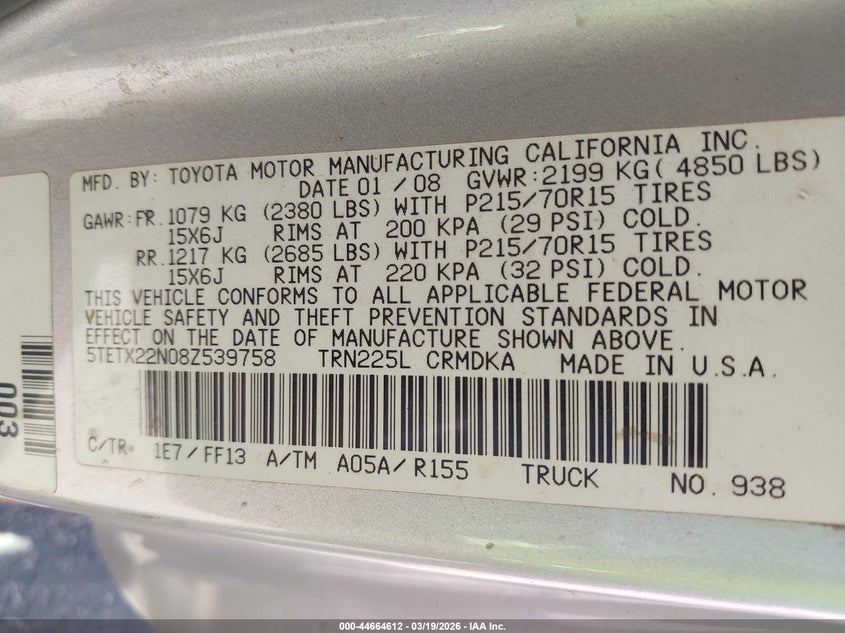 MFD. BY: TOYOTA MOTOR MANUFACTURING CALIFORNIA INC.
DATE 01 / 08 GVWR:2199 KG( 4850 LBS)
GAWR: FR. 1079 KG (2380 LBS) WITH P215/70R15 TIRES
15X6J RIMS AT 200 KPA (29 PSI) COLD.
RR. 1217 KG (2685 LBS) WITH P215/70R15 TIRES
15X6J RIMS AT 220 KPA (32 PSI) COLD.
THIS VEHICLE CONFORMS TO ALL APPLICABLE FEDERAL MOTOR
VEHICLE SAFETY AND THEFT PREVENTION STANDARDS IN
EFFECT ON THE DATE OF MANUFACTURE SHOWN ABOVE.
5TETX22N08Z539758 TRN225L CRMDKA MADE IN U.S.A.
C/TR. 1E7/FF13 A/TM A05A/R155 TRUCK NO. 938
003
000-44664612 - 03/19/2026 - IAA Inc.